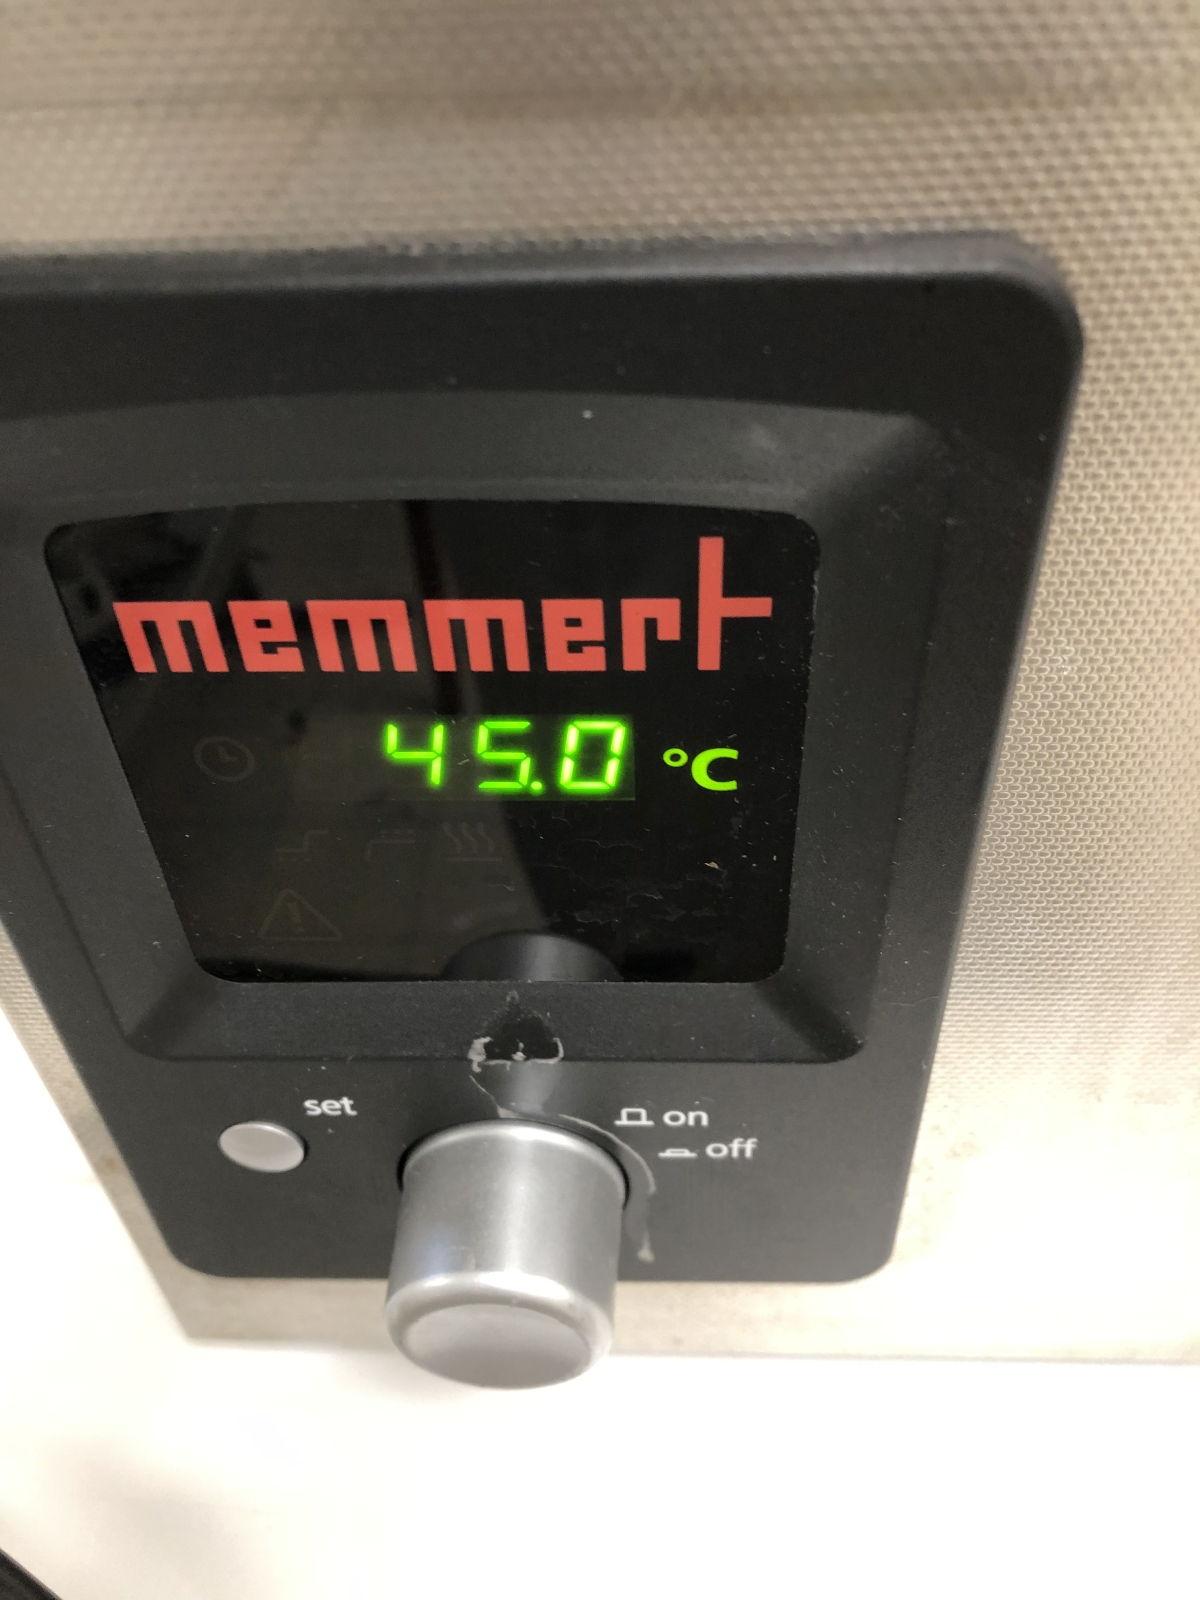 memmert
45.0 °C
set
on
off